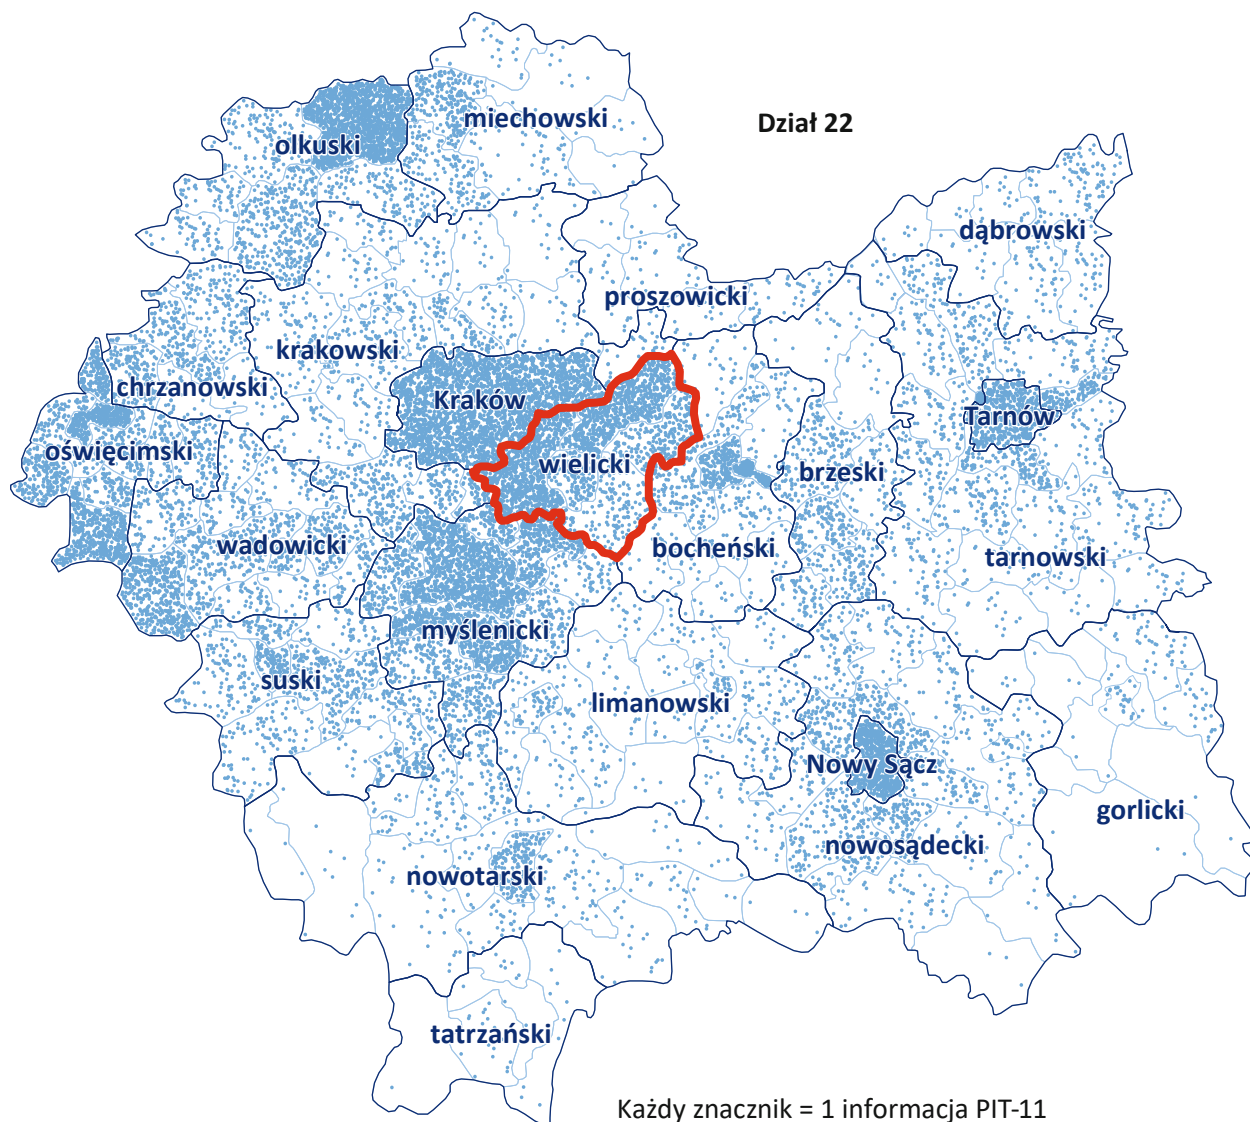 miechowski
Dział 22
olkuski
dąbrowski
proszowicki
krakowski
chrzanowski
Kraków
Tarnów
oświęcimski
wielicki
brzeski
wadowicki
bocheński
tarnowski
myślenicki
suski
limanowski
Nowy Sącz
gorlicki
nowosądecki
nowotarski
tatrzański
Każdy znacznik = 1 informacja PIT-11